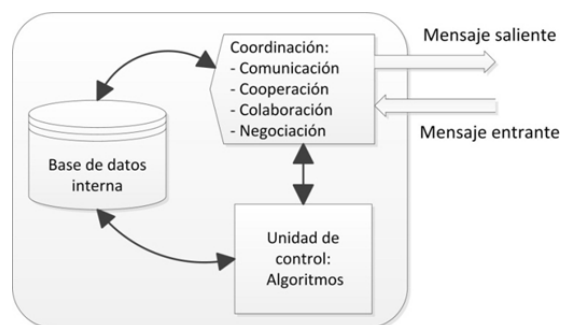 Coordinación:
- Comunicación
- Cooperación
- Colaboración
- Negociación
Mensaje saliente
Mensaje entrante
Base de datos
interna
Unidad de
control:
Algoritmos